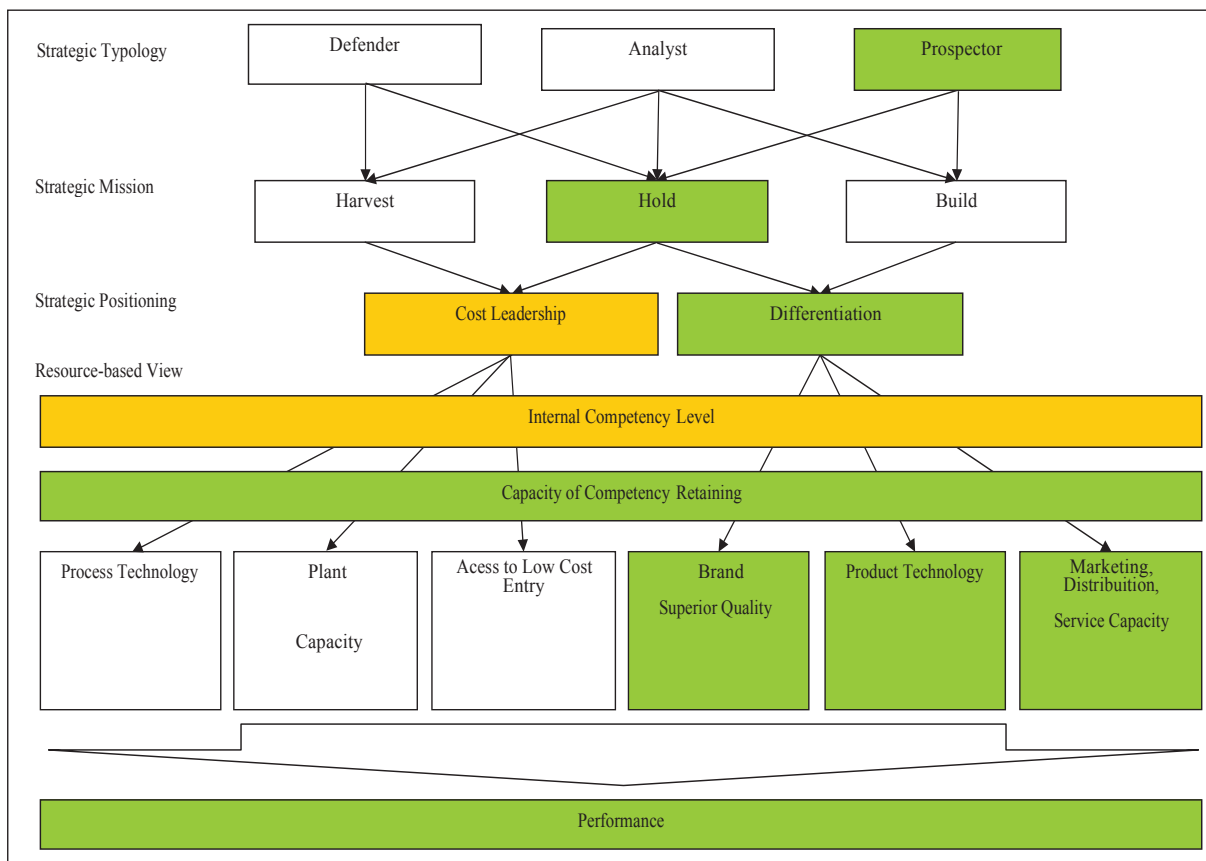 Strategic Typology
Defender
Analyst
Prospector
Strategic Mission
Harvest
Hold
Build
Strategic Positioning
Cost Leadership
Differentiation
Resource-based View
Internal Competency Level
Capacity of Competency Retaining
Process Technology
Plant
Capacity
Acess to Low Cost
Entry
Brand
Superior Quality
Product Technology
Marketing,
Distribuition,
Service Capacity
Performance